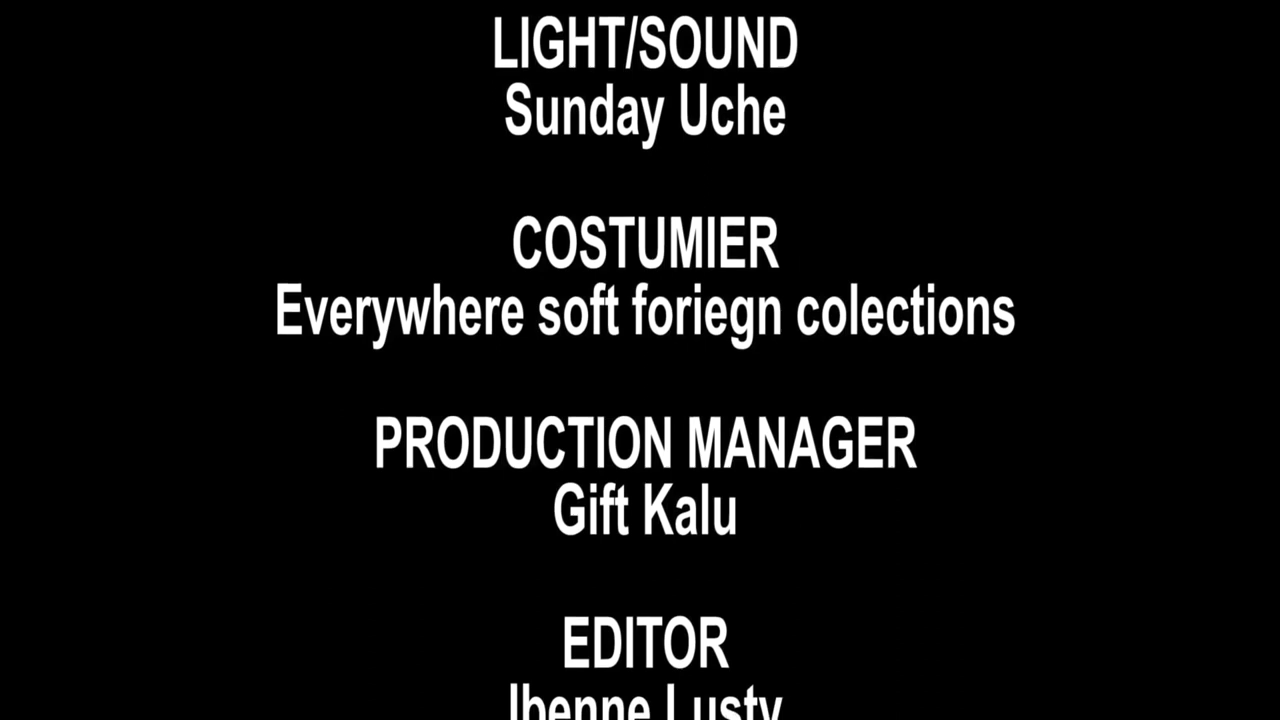 LIGHT/SOUND
Sunday Uche
COSTUMIER
Everywhere soft foriegn colections
PRODUCTION MANAGER
Gift Kalu
EDITOR